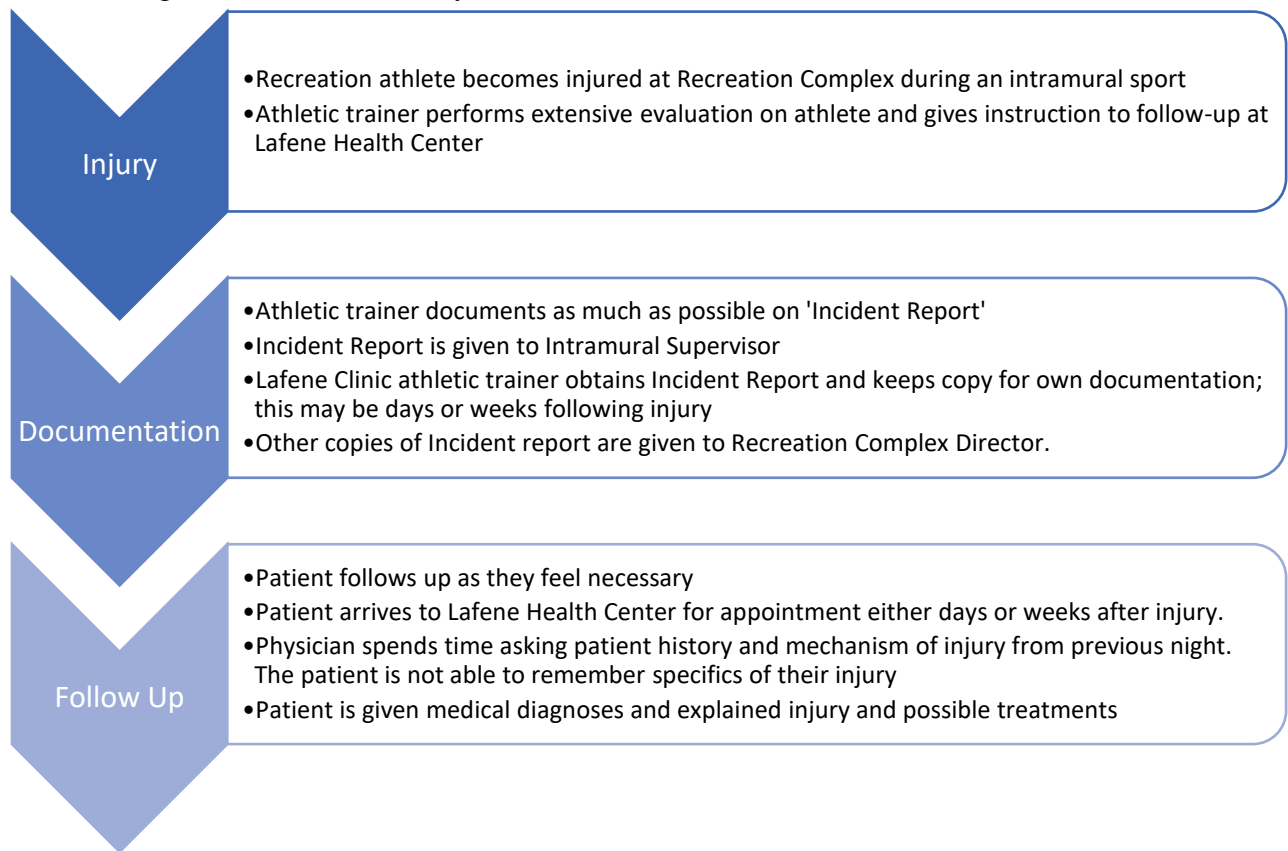 Injury
•Recreation athlete becomes injured at Recreation Complex during an intramural sport
•Athletic trainer performs extensive evaluation on athlete and gives instruction to follow-up at
Lafene Health Center
Documentation
•Athletic trainer documents as much as possible on 'Incident Report'
•Incident Report is given to Intramural Supervisor
•Lafene Clinic athletic trainer obtains Incident Report and keeps copy for own documentation;
this may be days or weeks following injury
•Other copies of Incident report are given to Recreation Complex Director.
Follow Up
•Patient follows up as they feel necessary
•Patient arrives to Lafene Health Center for appointment either days or weeks after injury.
•Physician spends time asking patient history and mechanism of injury from previous night.
The patient is not able to remember specifics of their injury
•Patient is given medical diagnoses and explained injury and possible treatments